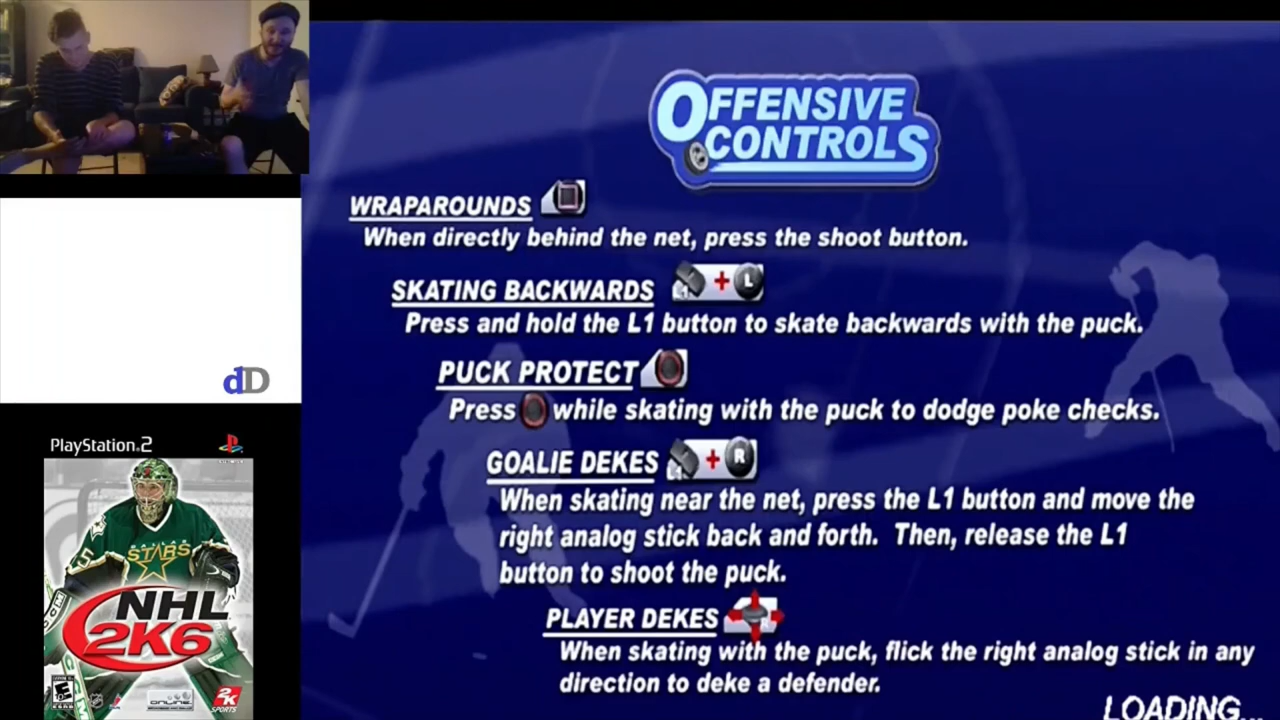 OFFENSIVE
CONTROLS
WRAPAROUNDS
When directly behind the net, press the shoot button.
SKATING BACKWARDS L1 + L
Press and hold the L1 button to skate backwards with the puck.
PUCK PROTECT
Press while skating with the puck to dodge poke checks.
GOALIE DEKES L1 + R
When skating near the net, press the L1 button and move the
right analog stick back and forth. Then, release the L1
button to shoot the puck.
PLAYER DEKES
When skating with the puck, flick the right analog stick in any
direction to deke a defender.
LOADING...
dD
PlayStation.2
STARS
NHL
2K6
E
ONLINE
2K
SPORTS